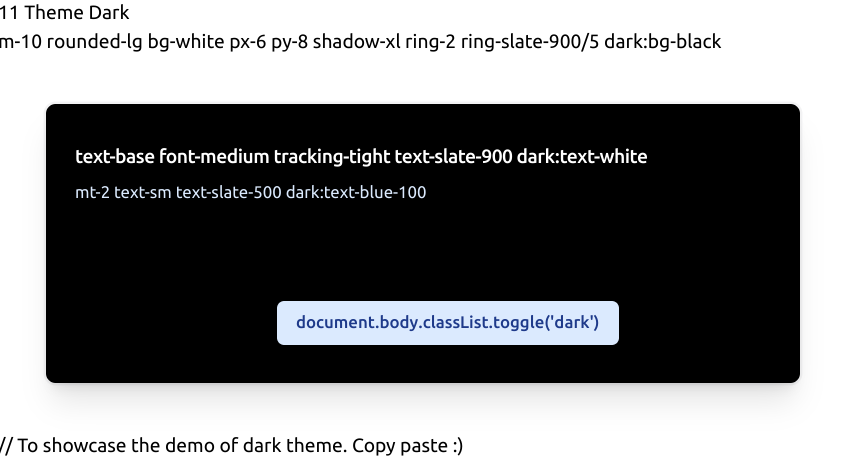 11 Theme Dark
m-10 rounded-lg bg-white px-6 py-8 shadow-xl ring-2 ring-slate-900/5 dark:bg-black
text-base font-medium tracking-tight text-slate-900 dark:text-white
mt-2 text-sm text-slate-500 dark:text-blue-100
document.body.classList.toggle('dark')
// To showcase the demo of dark theme. Copy paste :)